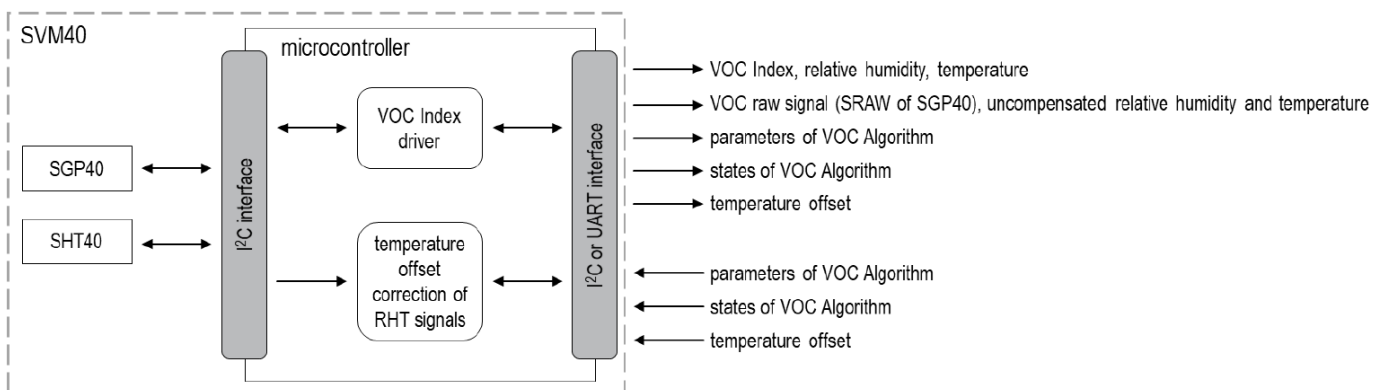 SVM40
microcontroller
SGP40
SHT40
I²C interface
VOC Index
driver
temperature
offset
correction of
RHT signals
I²C or UART interface
VOC Index, relative humidity, temperature
VOC raw signal (SRAW of SGP40), uncompensated relative humidity and temperature
parameters of VOC Algorithm
states of VOC Algorithm
temperature offset
parameters of VOC Algorithm
states of VOC Algorithm
temperature offset